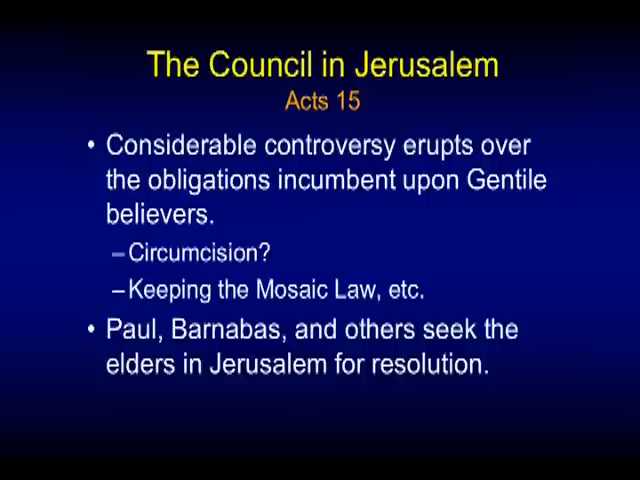 The Council in Jerusalem
Acts 15
• Considerable controversy erupts over
the obligations incumbent upon Gentile
believers.
– Circumcision?
– Keeping the Mosaic Law, etc.
• Paul, Barnabas, and others seek the
elders in Jerusalem for resolution.